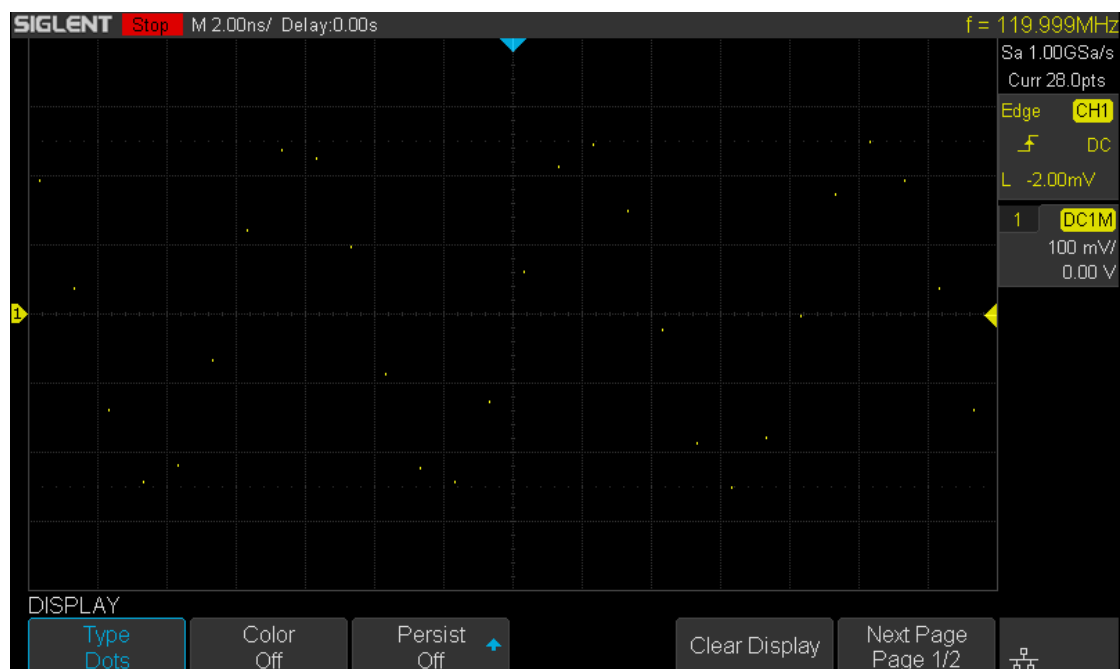 SIGLENT Stop M 2.00ns/ Delay:0.00s f = 119.999MHz
Sa 1.00GSa/s
Curr 28.0pts
Edge CH1
DC
L -2.00mV
1 DC1M
100 mV/
0.00 V
1
DISPLAY
Type
Dots
Color
Off
Persist
Off
Clear Display
Next Page
Page 1/2